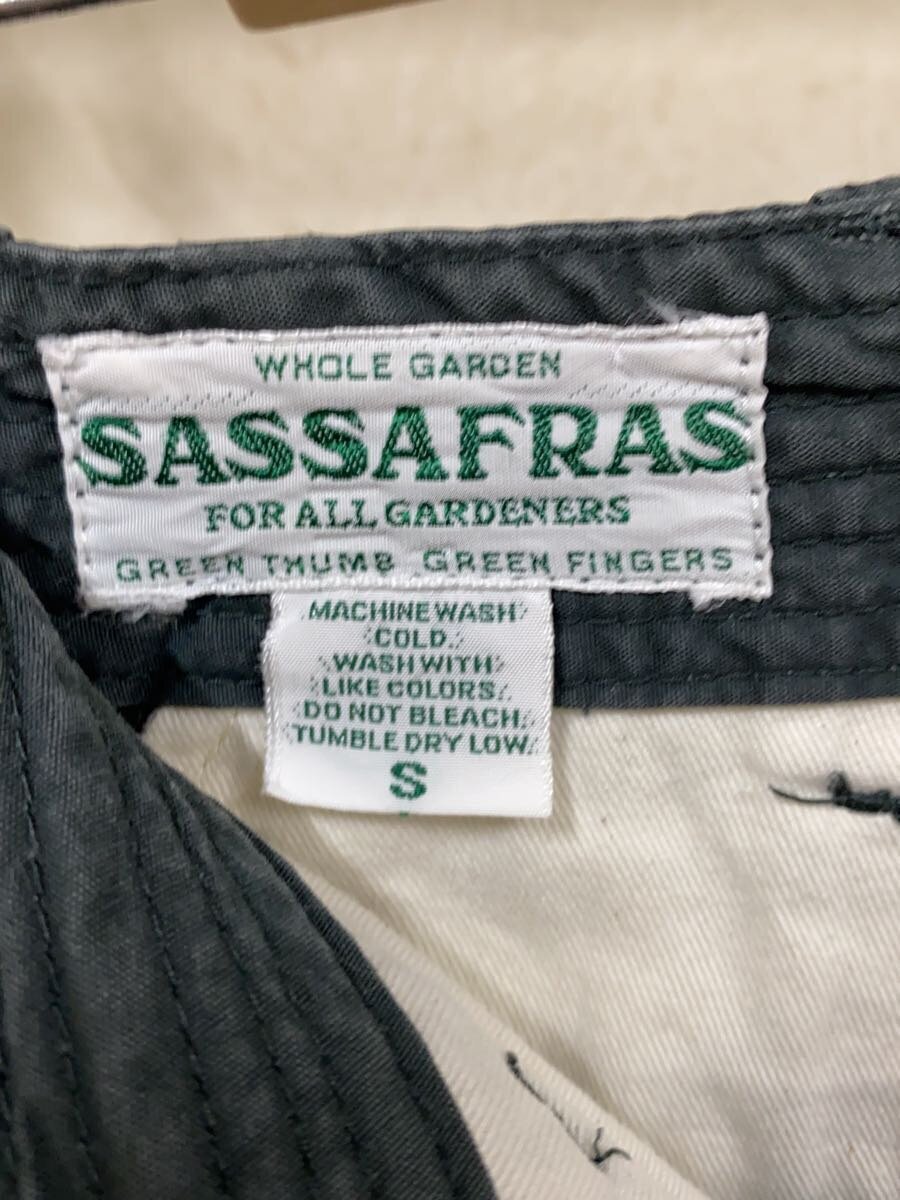 WHOLE GARDEN
SASSAFRAS
FOR ALL GARDENERS
GREEN THUMB GREEN FINGERS
MACHINE WASH
COLD.
WASH WITH
LIKE COLORS.
DO NOT BLEACH.
TUMBLE DRY LOW.
S